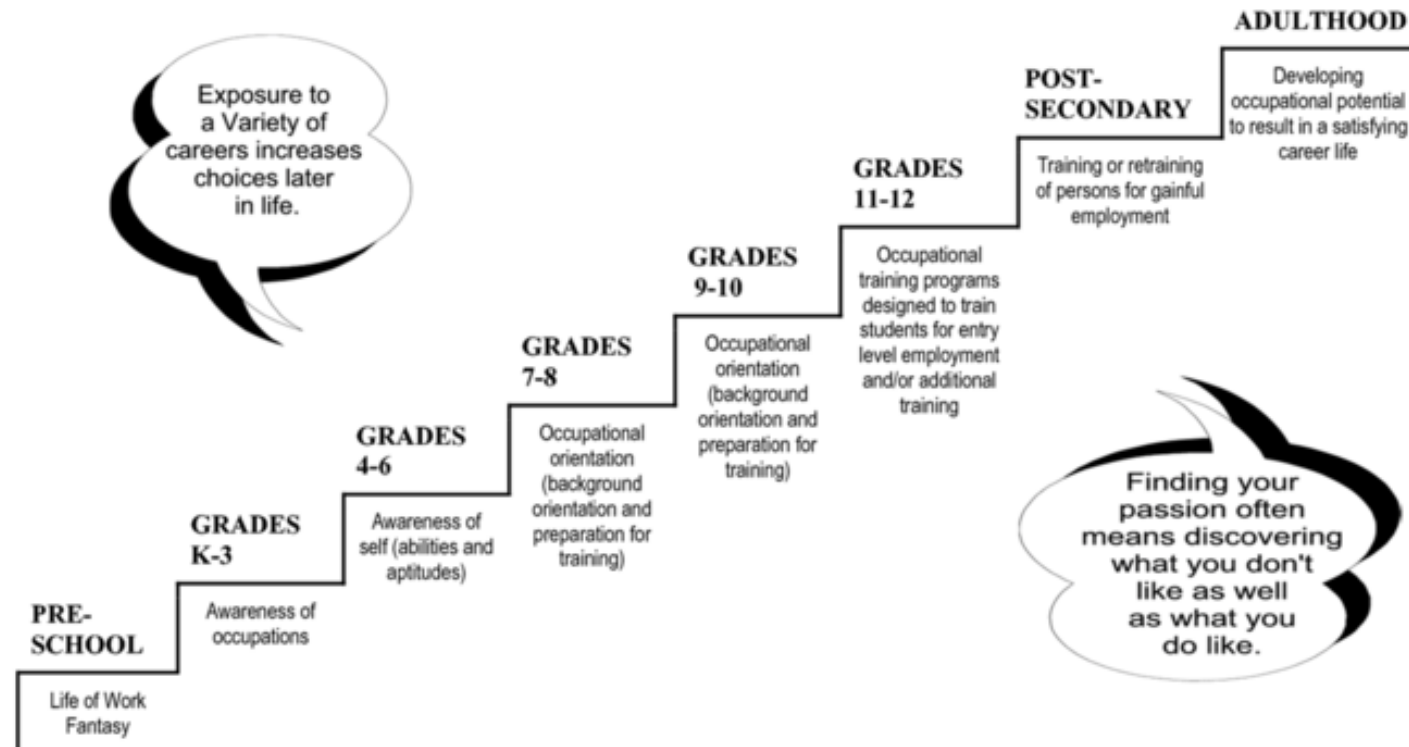 Exposure to
a Variety of
careers increases
choices later
in life.
PRE-
SCHOOL
Life of Work
Fantasy
GRADES
K-3
Awareness of
occupations
GRADES
4-6
Awareness of
self (abilities and
aptitudes)
GRADES
7-8
Occupational
orientation
(background
orientation and
preparation for
training)
GRADES
9-10
Occupational
orientation
(background
orientation and
preparation for
training)
GRADES
11-12
Occupational
training programs
designed to train
students for entry
level employment
and/or additional
training
POST-
SECONDARY
Training or retraining
of persons for gainful
employment
ADULTHOOD
Developing
occupational potential
to result in a satisfying
career life
Finding your
passion often
means discovering
what you don't
like as well
as what you
do like.